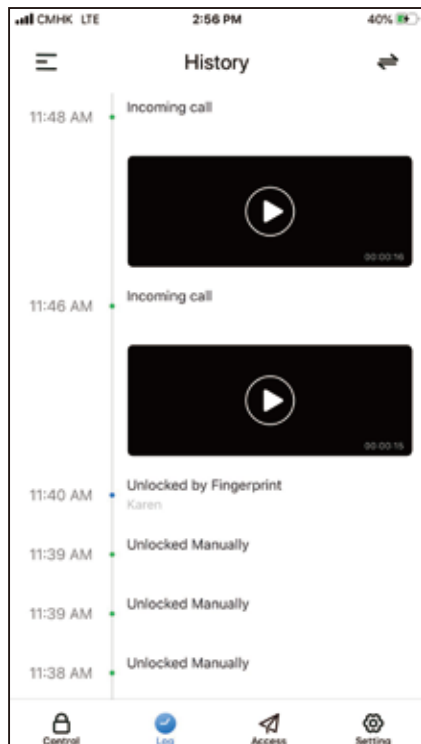 CMHK LTE 2:56 PM 40%
History
11:48 AM Incoming call
00:00:16
11:46 AM Incoming call
00:00:15
11:40 AM Unlocked by Fingerprint
Karen
11:39 AM Unlocked Manually
11:39 AM Unlocked Manually
11:38 AM Unlocked Manually
Control Log Access Setting